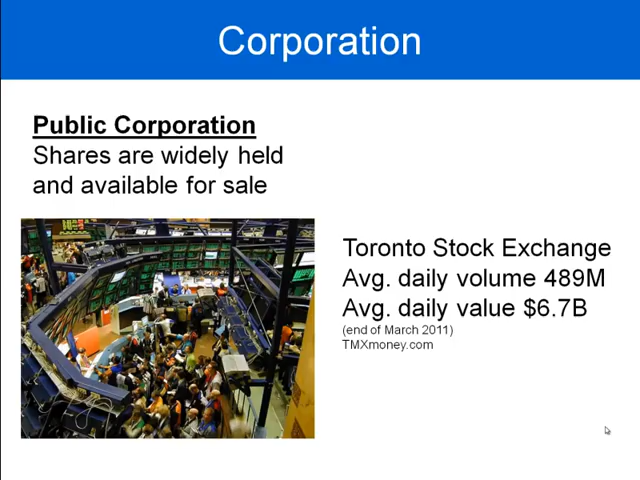 Corporation
Public Corporation
Shares are widely held
and available for sale
Toronto Stock Exchange
Avg. daily volume 489M
Avg. daily value $6.7B
(end of March 2011)
TMXmoney.com